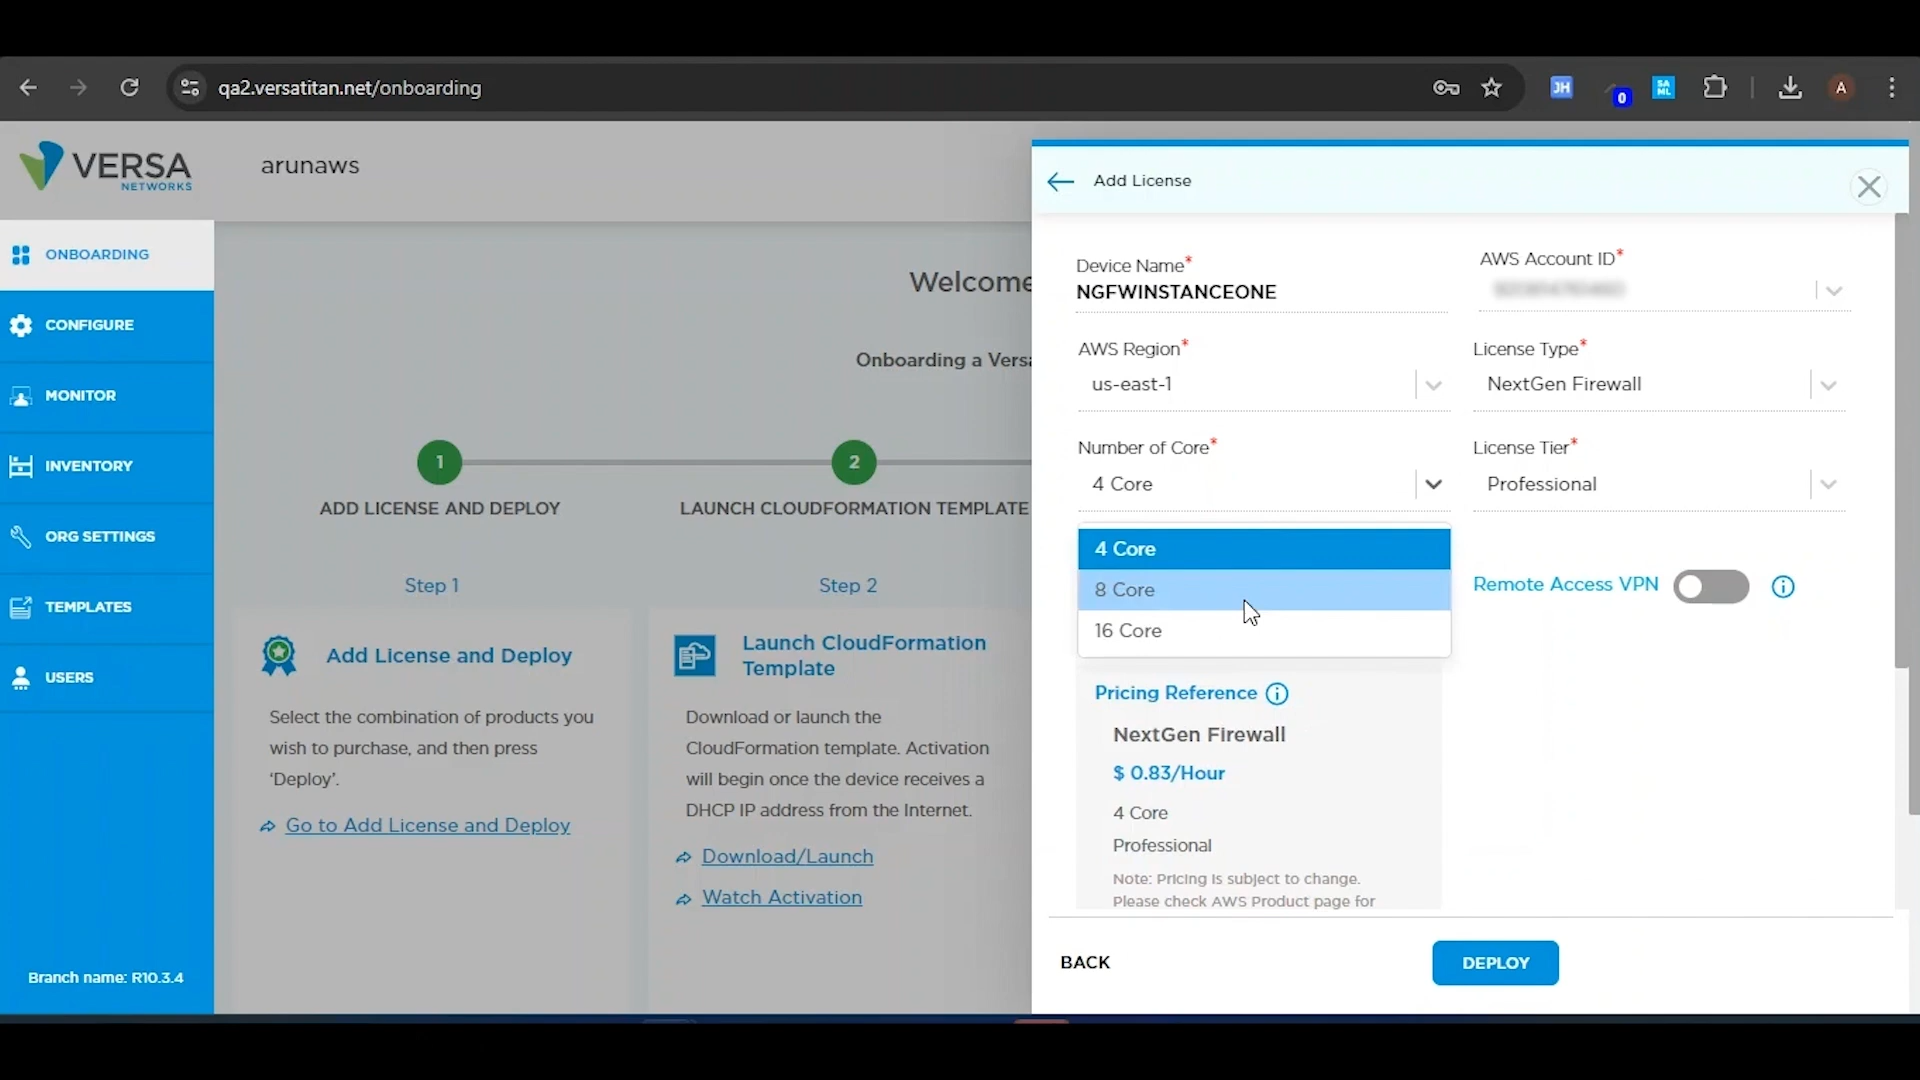 qa2.versatitan.net/onboarding
JH
0
SA
ML
A
VERSA
NETWORKS
arunaws
ONBOARDING
CONFIGURE
MONITOR
INVENTORY
ORG SETTINGS
TEMPLATES
USERS
Branch name: R10.3.4
Welcome
Onboarding a Versa
1
2
ADD LICENSE AND DEPLOY
LAUNCH CLOUDFORMATION TEMPLATE
Step 1
Add License and Deploy
Select the combination of products you
wish to purchase, and then press
'Deploy'.
Go to Add License and Deploy
Step 2
Launch CloudFormation
Template
Download or launch the
CloudFormation template. Activation
will begin once the device receives a
DHCP IP address from the Internet.
Download/Launch
Watch Activation
Add License
Device Name*
NGFWINSTANCEONE
AWS Account ID*
AWS Region*
us-east-1
License Type*
NextGen Firewall
Number of Core*
4 Core
License Tier*
Professional
4 Core
8 Core
16 Core
Remote Access VPN
Pricing Reference
NextGen Firewall
$ 0.83/Hour
4 Core
Professional
Note: Pricing is subject to change.
Please check AWS Product page for
BACK
DEPLOY